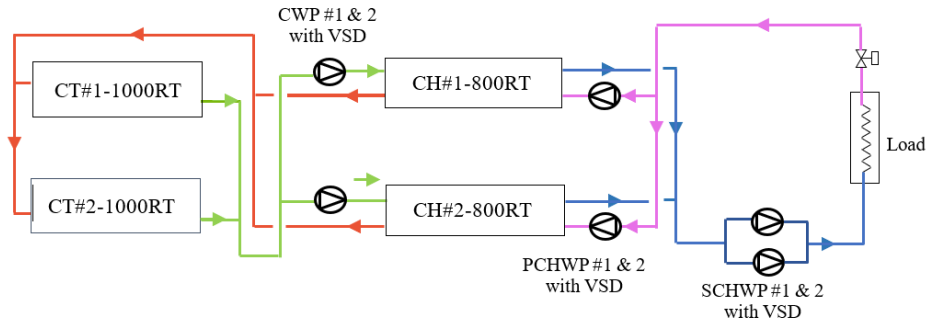 CWP #1 & 2
with VSD
CT#1-1000RT
CH#1-800RT
Load
CT#2-1000RT
CH#2-800RT
PCHWP #1 & 2
with VSD
SCHWP #1 & 2
with VSD